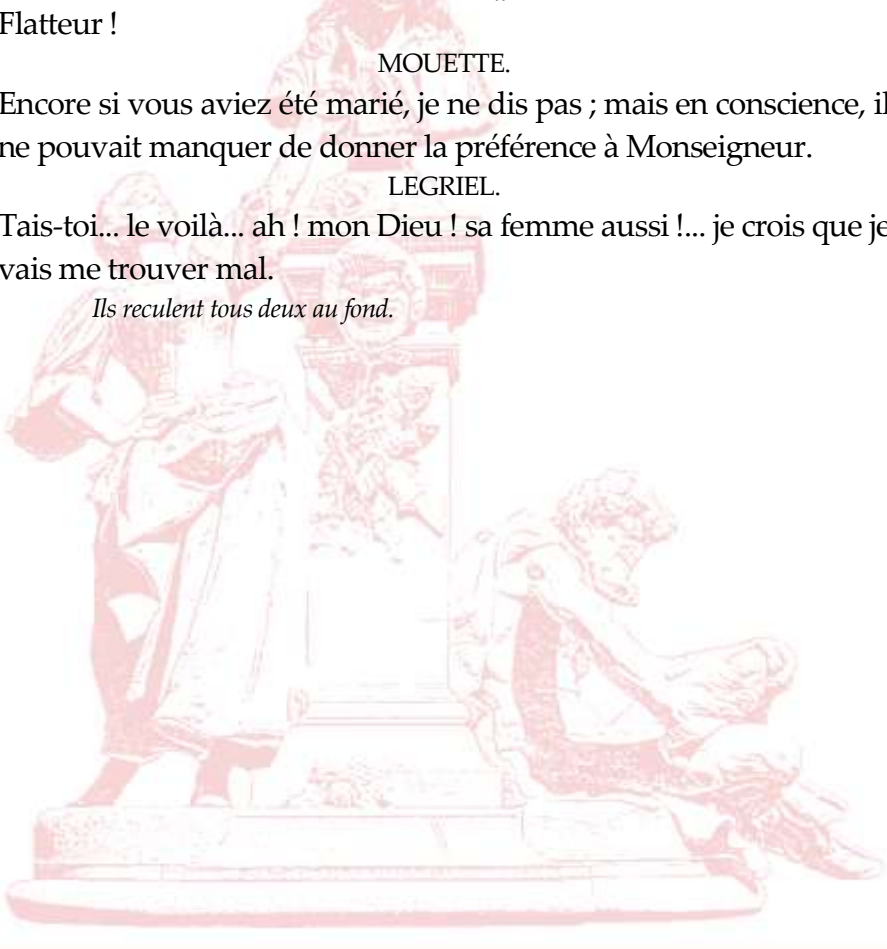 Flatteur !
MOUETTE.
Encore si vous aviez été marié, je ne dis pas ; mais en conscience, il
ne pouvait manquer de donner la préférence à Monseigneur.
LEGRIEL.
Tais-toi... le voilà... ah ! mon Dieu ! sa femme aussi !... je crois que je
vais me trouver mal.
Ils reculent tous deux au fond.